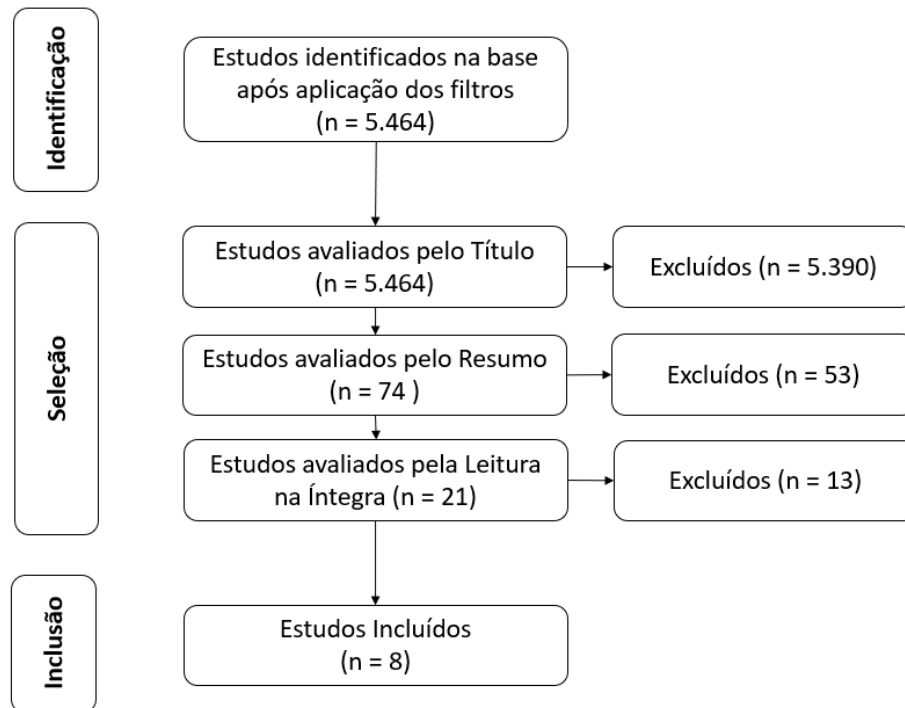 Identificação
Estudos identificados na base
após aplicação dos filtros
(n = 5.464)
Seleção
Estudos avaliados pelo Título
(n = 5.464)
Excluídos (n = 5.390)
Estudos avaliados pelo Resumo
(n = 74 )
Excluídos (n = 53)
Estudos avaliados pela Leitura
na Íntegra (n = 21)
Excluídos (n = 13)
Inclusão
Estudos Incluídos
(n = 8)